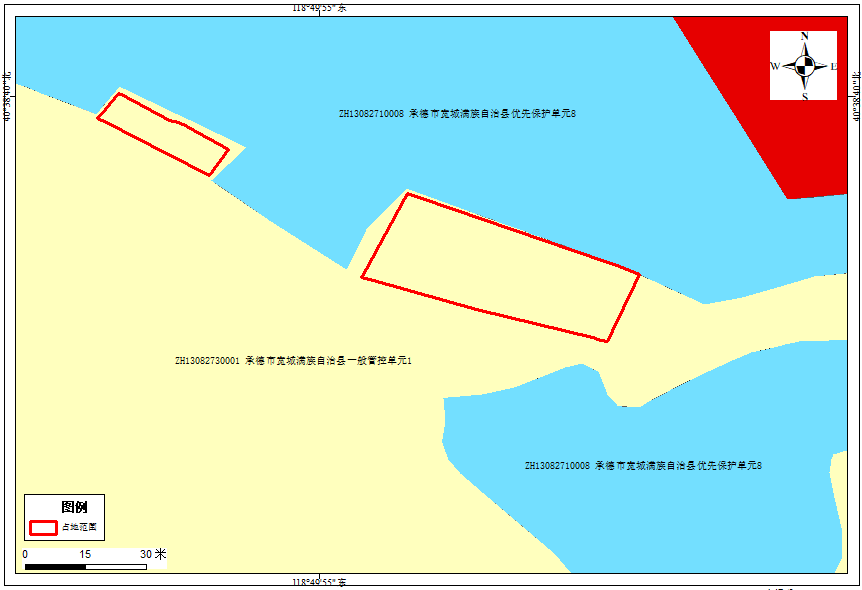 118°49'55"东
N
W E
S
40°38'40"北
40°38'40"北
ZH13082710008 承德市宽城满族自治县优先保护单元8
ZH13082730001 承德市宽城满族自治县一般管控单元1
ZH13082710008 承德市宽城满族自治县优先保护单元8
图例
占地范围
0 15 30 米
118°49'55"东